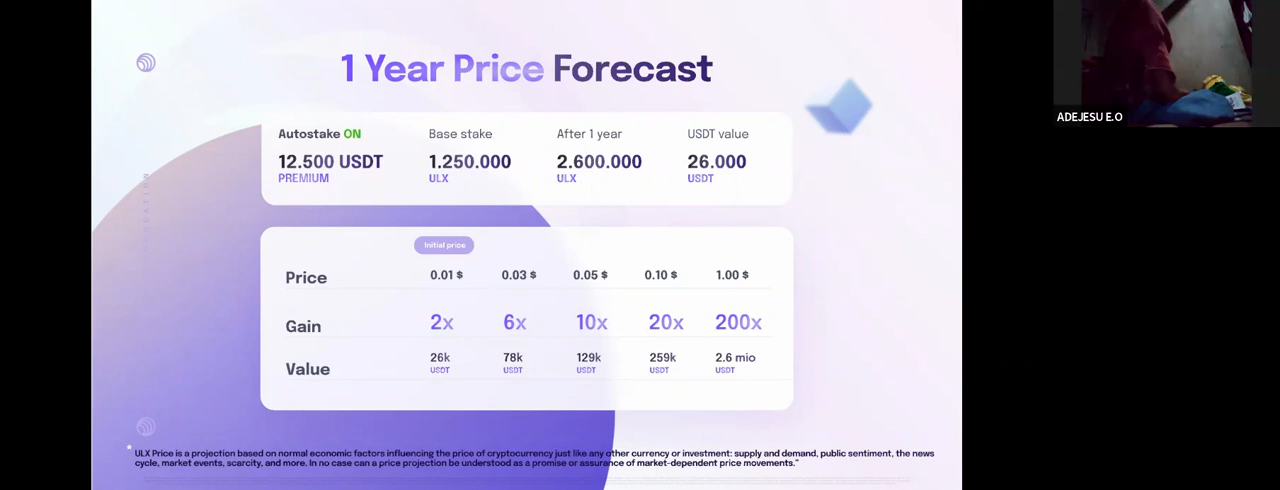 1 Year Price Forecast
Autostake ON Base stake After 1 year USDT value
12.500 USDT 1.250.000 2.600.000 26.000
PREMIUM ULX ULX USDT
Initial price
Price 0.01 $ 0.03 $ 0.05 $ 0.10 $ 1.00 $
Gain 2x 6x 10x 20x 200x
Value 26k 78k 129k 259k 2.6 mio
USDT USDT USDT USDT USDT
* ULX Price is a projection based on normal economic factors influencing the price of cryptocurrency just like any other currency or investment: supply and demand, public sentiment, the news
cycle, market events, scarcity, and more. In no case can a price projection be understood as a promise or assurance of market-dependent price movements."
ADEJESU E.O